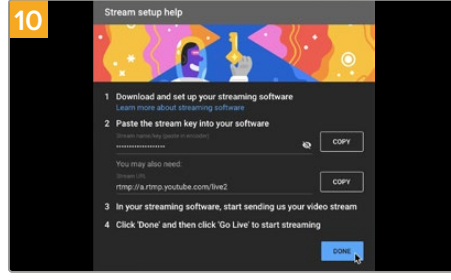 10
Stream setup help
1 Download and set up your streaming software
Learn more about streaming software
2 Paste the stream key into your software
Stream name/key (paste in encoder)
••••••••••••••••••••
COPY
You may also need:
Stream URL
rtmp://a.rtmp.youtube.com/live2
COPY
3 In your streaming software, start sending us your video stream
4 Click 'Done' and then click 'Go Live' to start streaming
DONE